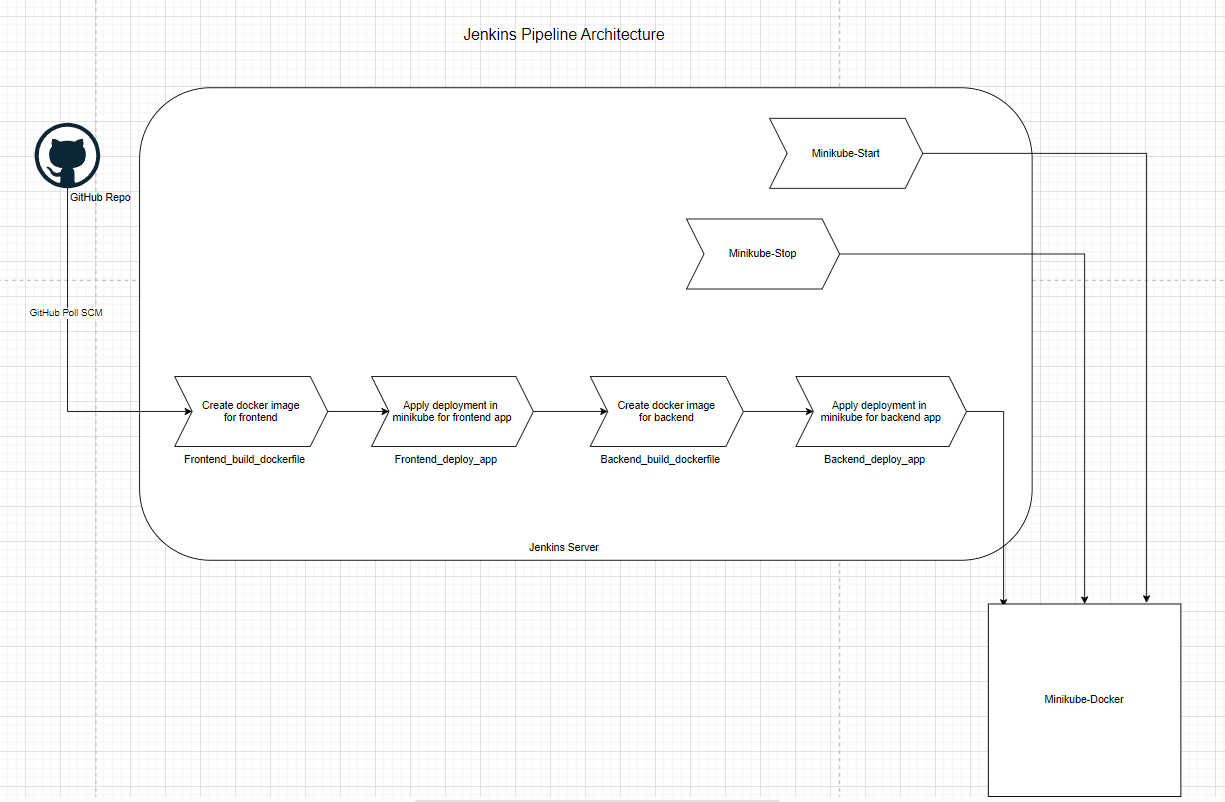 Jenkins Pipeline Architecture
GitHub Repo
Minikube-Start
Minikube-Stop
GitHub Poll SCM
Create docker image
for frontend
Apply deployment in
minikube for frontend app
Create docker image
for backend
Apply deployment in
minikube for backend app
Frontend_build_dockerfile
Frontend_deploy_app
Backend_build_dockerfile
Backend_deploy_app
Jenkins Server
Minikube-Docker